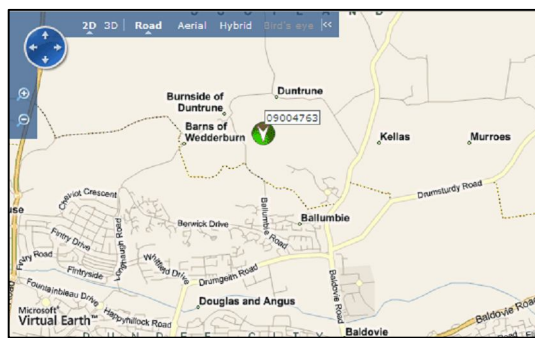 S C O T L A N D
2D 3D Road Aerial Hybrid Bird's eye <<
Duntrune
Burnside of
Duntrune
09004763
Barns of
Wedderburn
Kellas
Murroes
Drumsturdy Road
Cheviot Crescent
Berwick Drive
Ballumbie
Ballumbie Road
Longhaugh Road
Fintry Drive
Fintry Road
Whitfield Drive
Fintryside
Drumgeith Road
Fountainbleau Drive
Happyhillock Road
Douglas and Angus
Baldovie Road
Baldovie Road
Baldovie
Microsoft®
Virtual Earth™
D U N D E E C I T Y